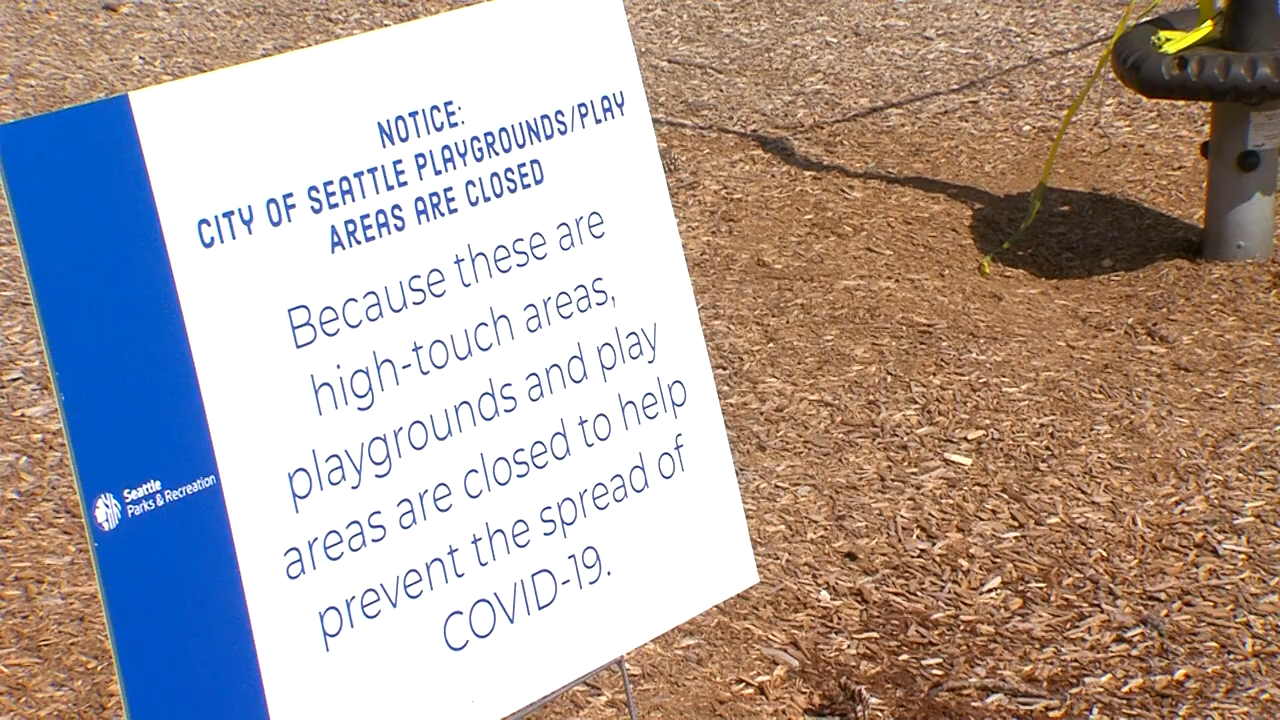 NOTICE:
CITY OF SEATTLE PLAYGROUNDS/PLAY
AREAS ARE CLOSED
Because these are
high-touch areas,
playgrounds and play
areas are closed to help
prevent the spread of
COVID-19.
Seattle
Parks & Recreation